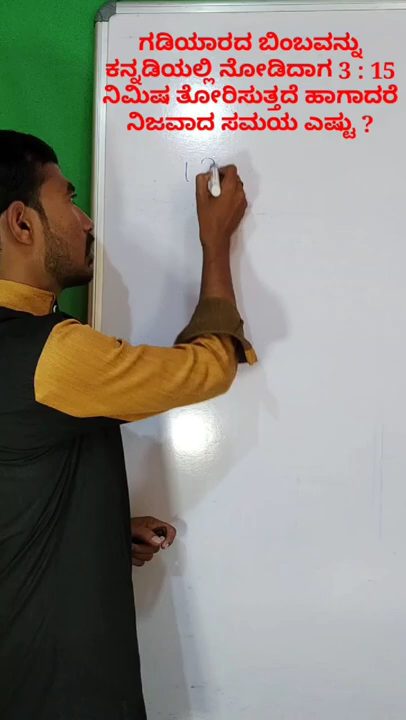 ಗಡಿಯಾರದ ಬಿಂಬವನ್ನು
ಕನ್ನಡಿಯಲ್ಲಿ ನೋಡಿದಾಗ 3 : 15
ನಿಮಿಷ ತೋರಿಸುತ್ತದೆ ಹಾಗಾದರೆ
ನಿಜವಾದ ಸಮಯ ಎಷ್ಟು ?